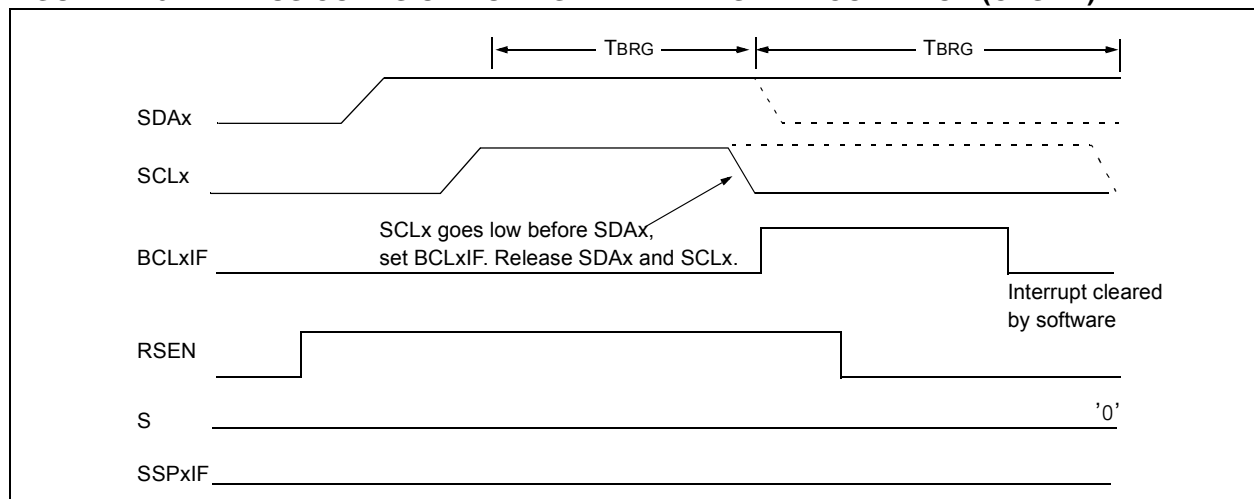 TBRG TBRG
SDAx
SCLx
SCLx goes low before SDAx,
set BCLxIF. Release SDAx and SCLx.
BCLxIF
Interrupt cleared
by software
RSEN
S
'0'
SSPxIF